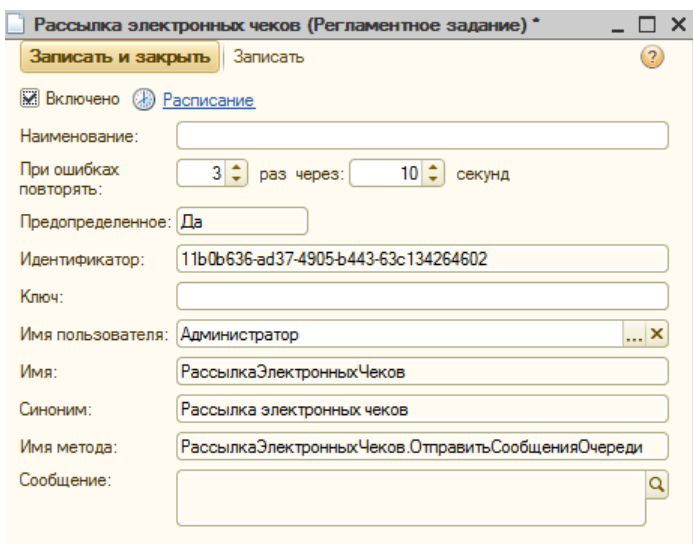 Рассылка электронных чеков (Регламентное задание) *
Записать и закрыть Записать ?
Включено Расписание
Наименование:
При ошибках повторять: 3 раз через: 10 секунд
Предопределенное: Да
Идентификатор: 11b0b636-ad37-4905-b443-63c134264602
Ключ:
Имя пользователя: Администратор ...
Имя: РассылкаЭлектронныхЧеков
Синоним: Рассылка электронных чеков
Имя метода: РассылкаЭлектронныхЧеков.ОтправитьСообщенияОчереди
Сообщение: